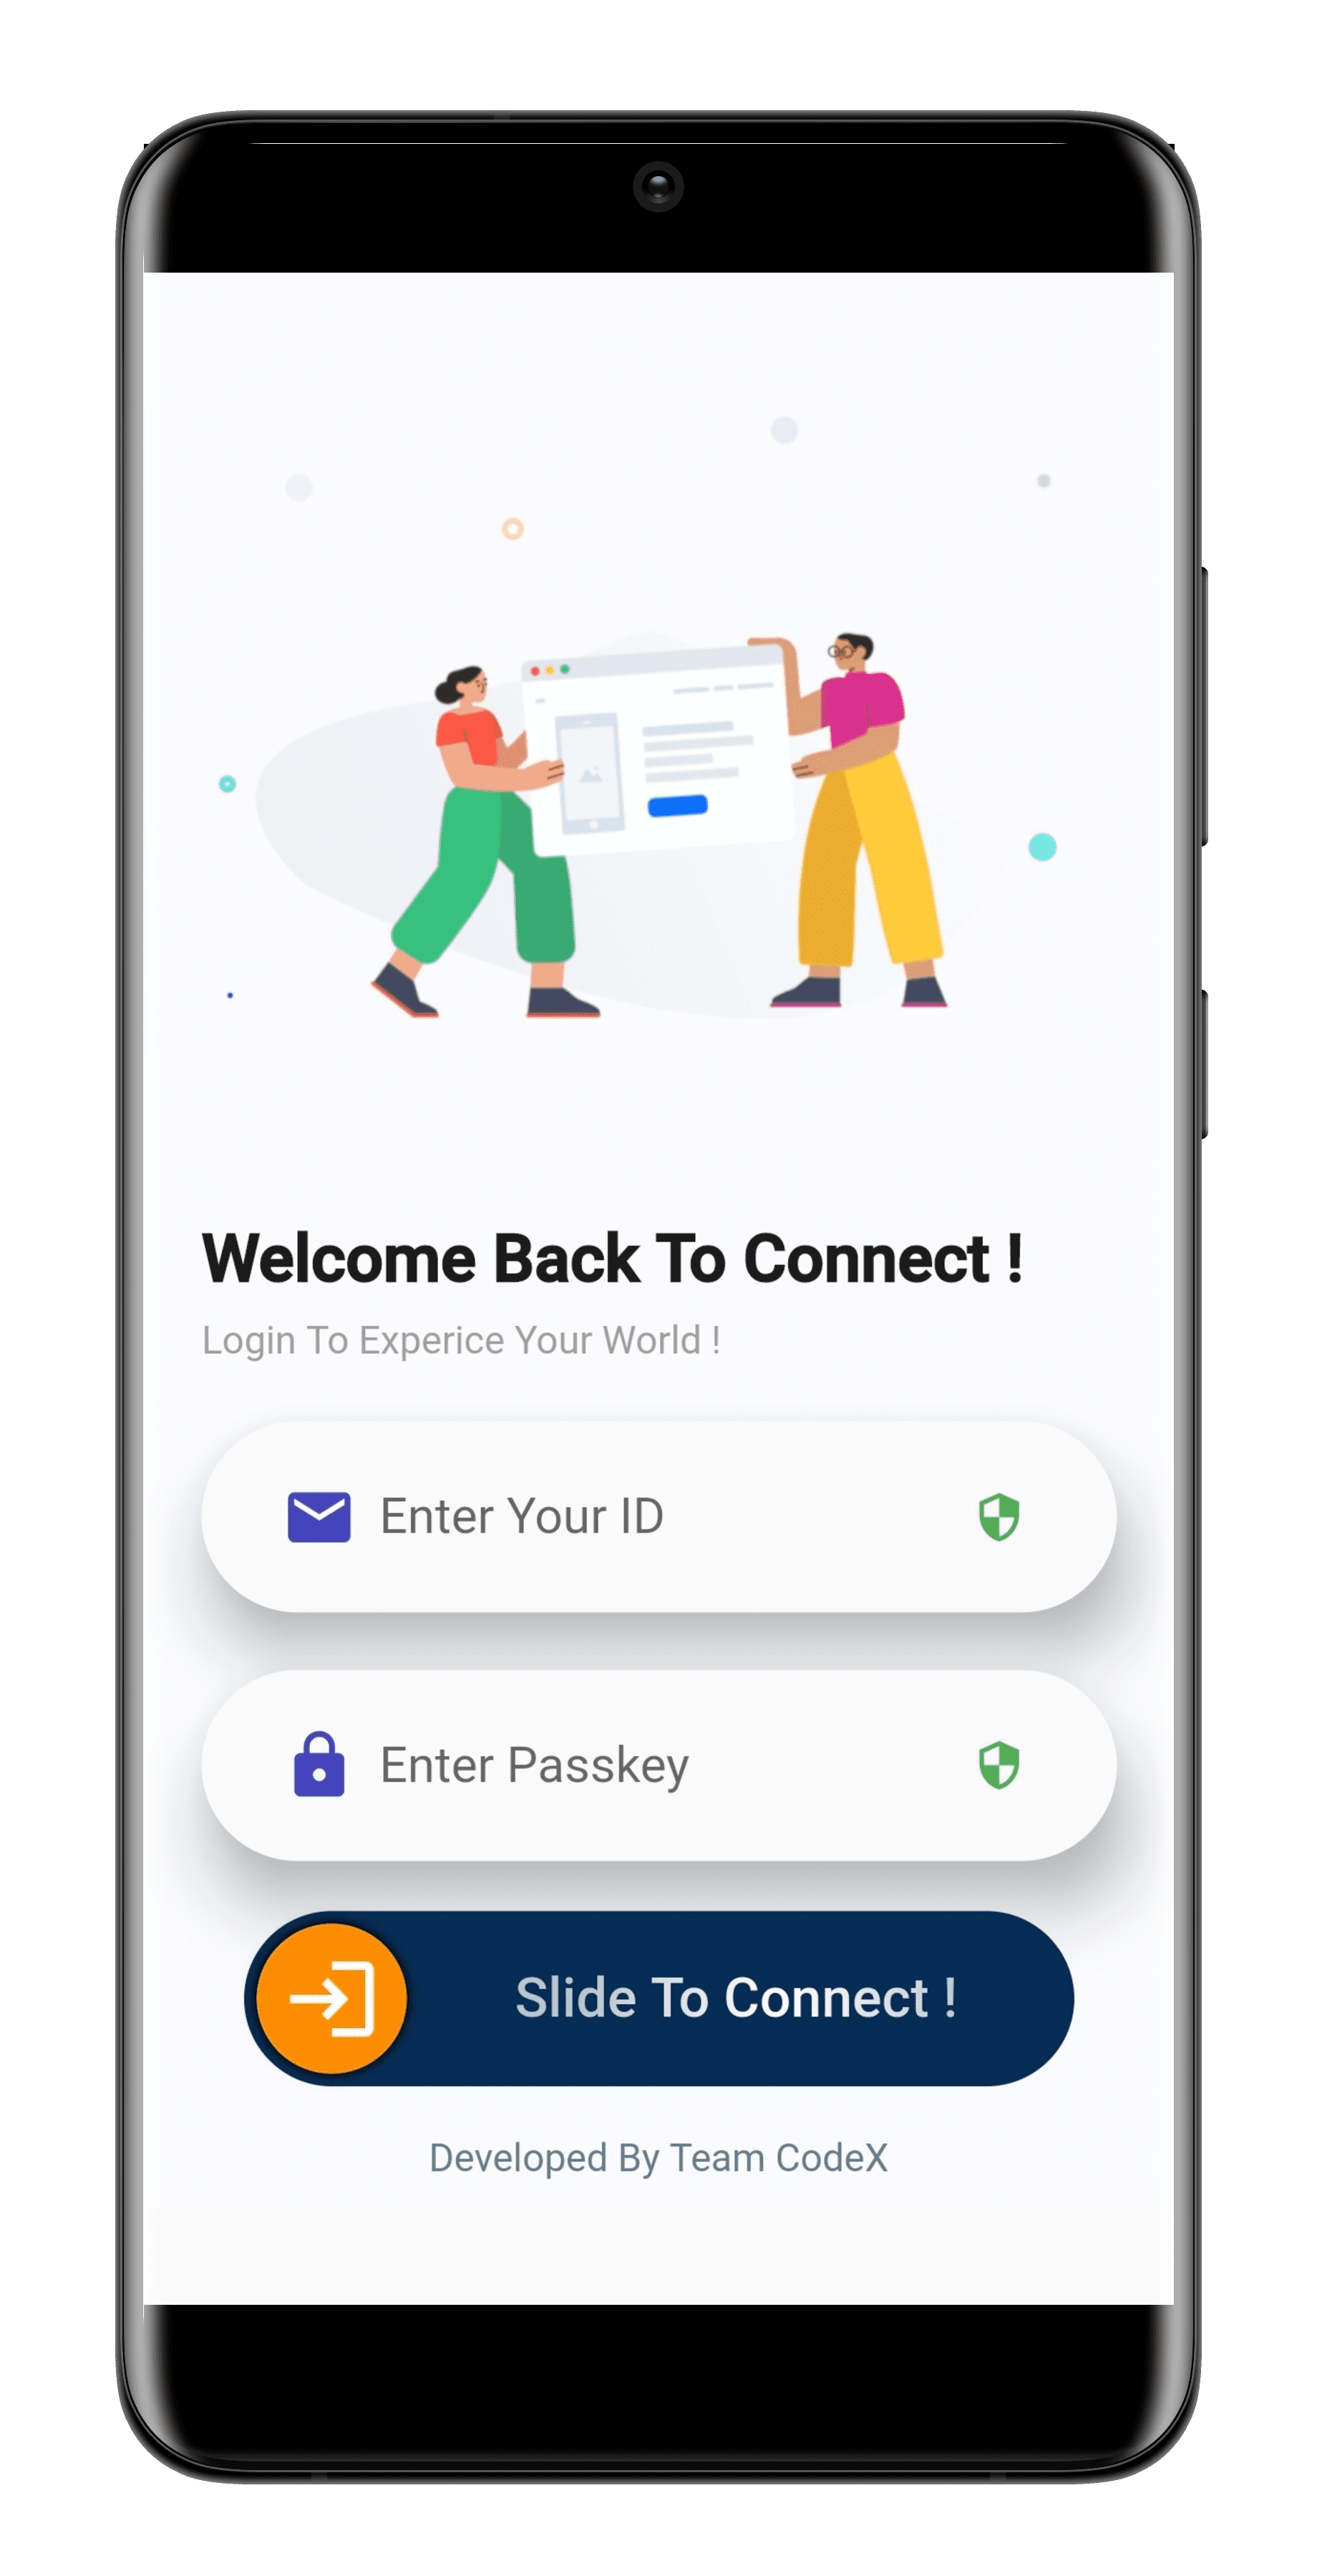 Welcome Back To Connect !
Login To Experice Your World !
Enter Your ID
Enter Passkey
Slide To Connect !
Developed By Team CodeX